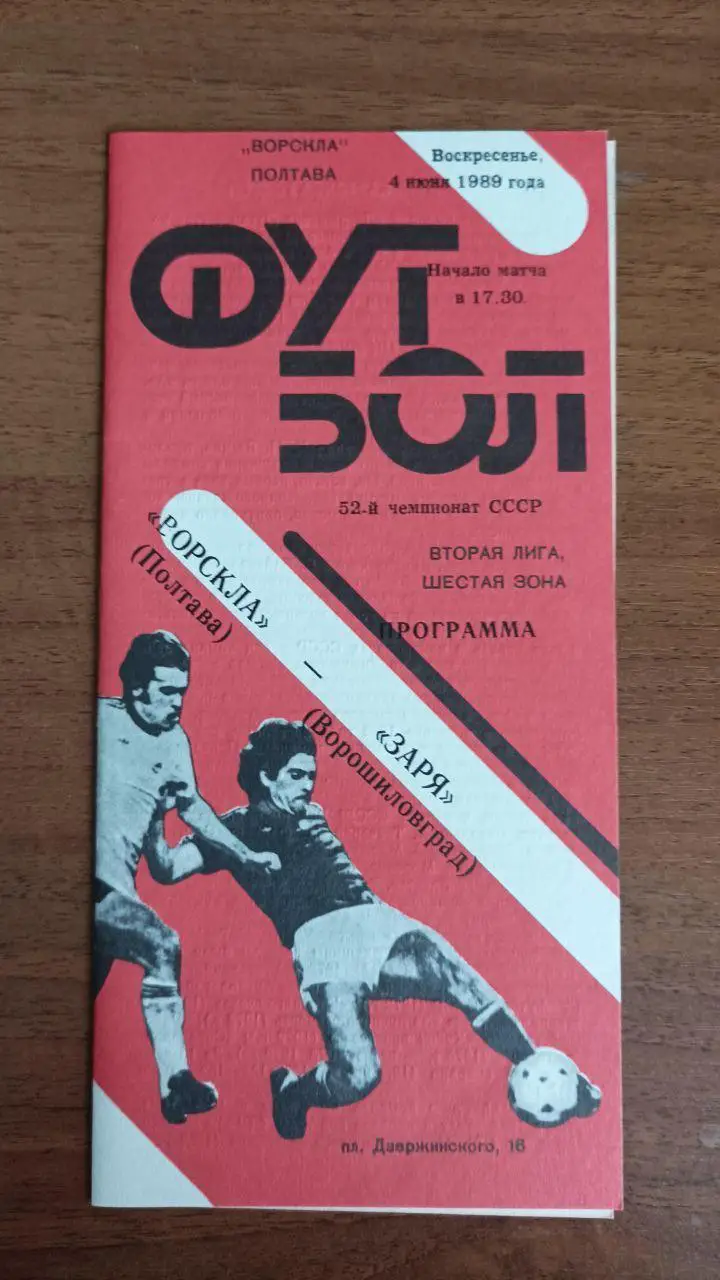 „ВОРСКЛА"
ПОЛТАВА
Воскресенье,
4 июня 1989 года
ФУТ
БОЛ
Начало матча
в 17.30.
52-й чемпионат СССР
ВТОРАЯ ЛИГА,
ШЕСТАЯ ЗОНА
ПРОГРАММА
«ВОРСКЛА»
(Полтава)
—
«ЗАРЯ»
(Ворошиловград)
пл. Дзержинского, 16